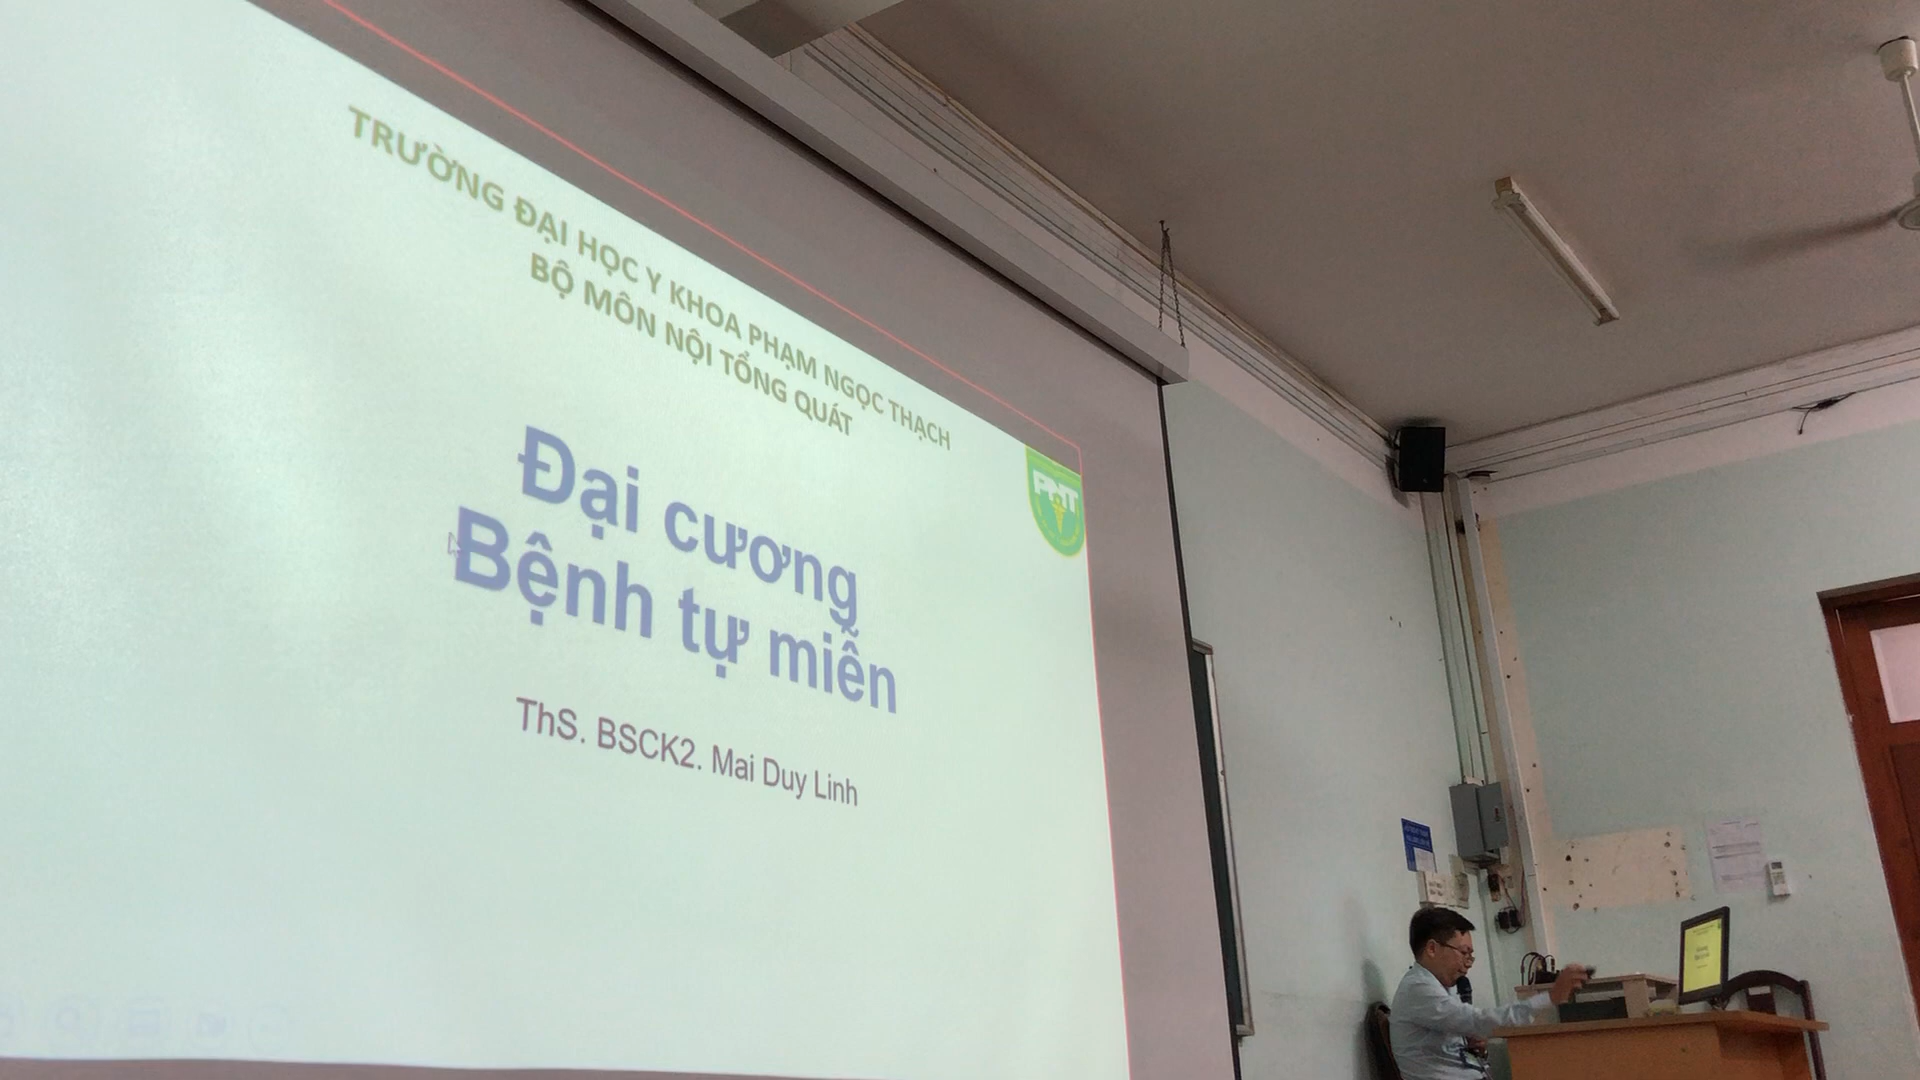 TRƯỜNG ĐẠI HỌC Y KHOA PHẠM NGỌC THẠCH
BỘ MÔN NỘI TỔNG QUÁT
PNT
Đại cương
Bệnh tự miễn
ThS. BSCK2. Mai Duy Linh